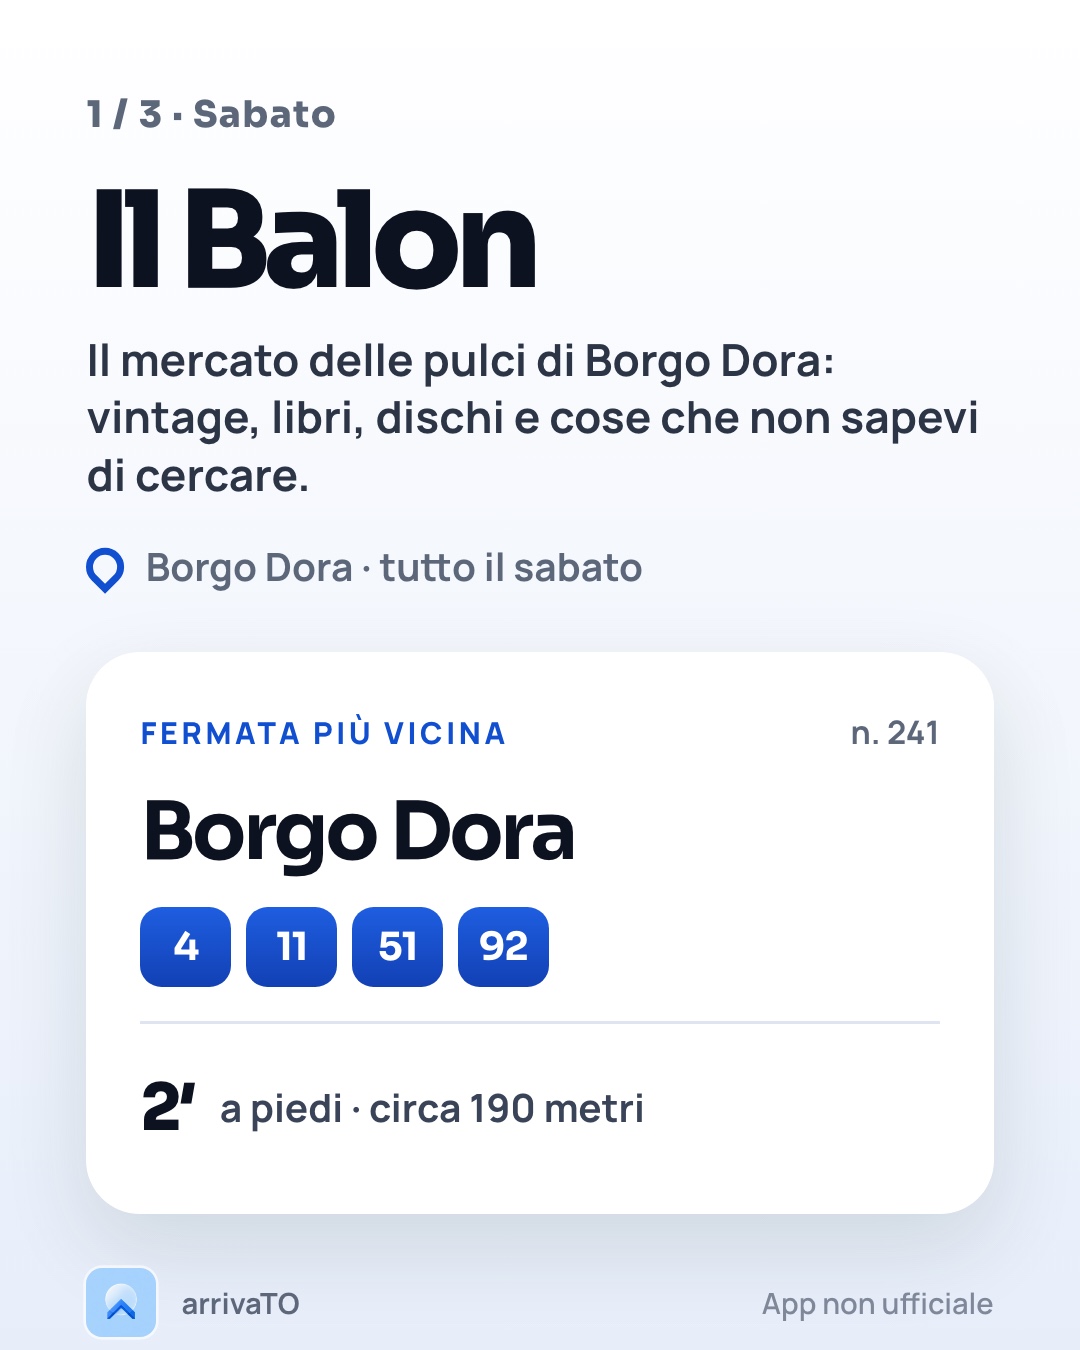 1 / 3 · Sabato
Il Balon
Il mercato delle pulci di Borgo Dora:
vintage, libri, dischi e cose che non sapevi
di cercare.
Borgo Dora · tutto il sabato
FERMATA PIÙ VICINA
n. 241
Borgo Dora
4 11 51 92
2′ a piedi · circa 190 metri
arrivaTO
App non ufficiale